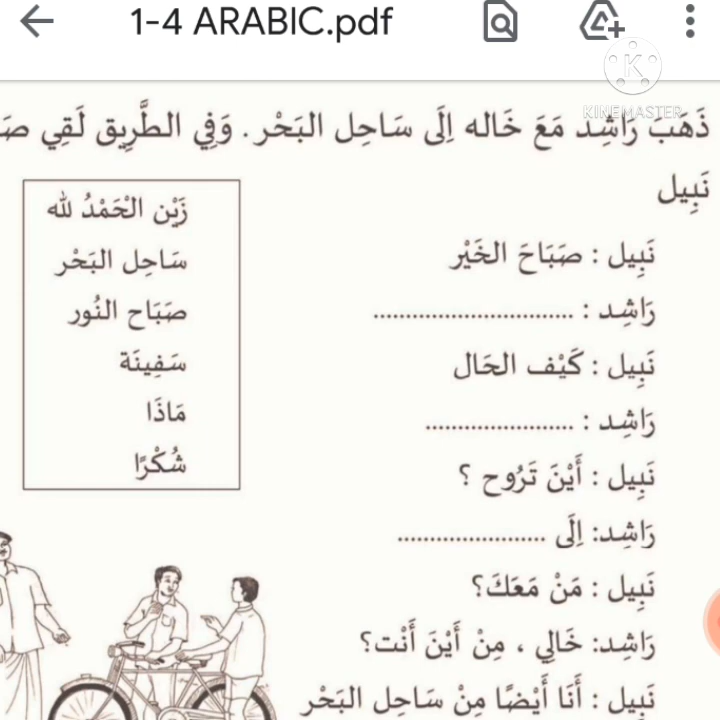 1-4 ARABIC.pdf
KINEMASTER
ذَهَبَ رَاشِد مَعَ خَاله اِلَى سَاحِل البَحْر. وَفِي الطَّرِيق لَقِي
نَبِيل
زَيْن الْحَمْدُ لله
سَاحِل البَحْر
صَبَاح النُور
سَفِينَة
مَاذَا
شُكْرًا
نَبِيل : صَبَاحَ الخَيْر
رَاشِد : ..............................
نَبِيل : كَيْف الحَال
رَاشِد : ......................
نَبِيل : أَيْنَ تَرُوح ؟
رَاشِد: اِلَى ......................
نَبِيل : مَنْ مَعَكَ؟
رَاشِد: خَالِي ، مِنْ أَيْنَ أَنْت؟
نَبِيل : أَنَا أَيْضًا مِنْ سَاحِل البَحْر